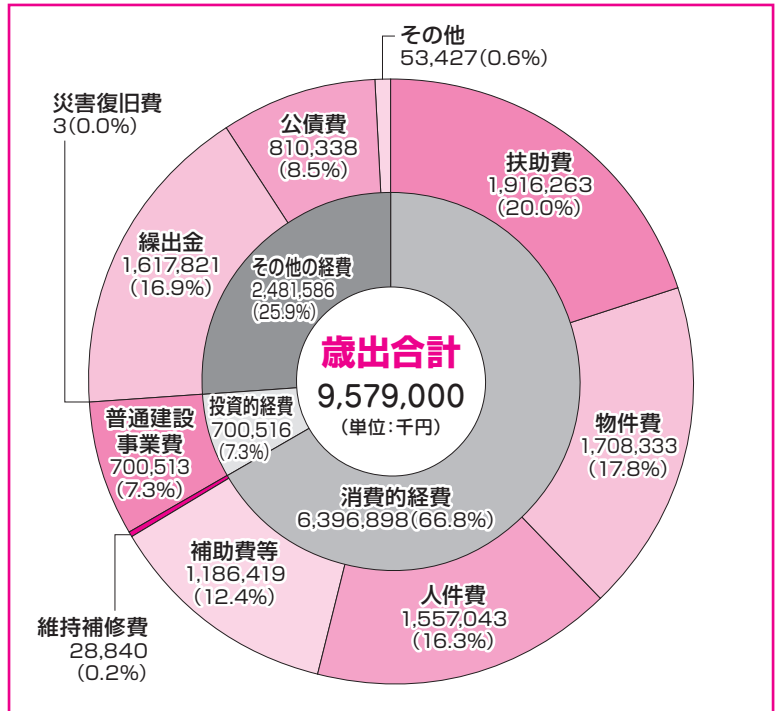 その他
53,427(0.6%)
災害復旧費
3(0.0%)
公債費
810,338
(8.5%)
扶助費
1,916,263
(20.0%)
繰出金
1,617,821
(16.9%)
その他の経費
2,481,586
(25.9%)
歳出合計
9,579,000
(単位:千円)
普通建設
事業費
700,513
(7.3%)
投資的経費
700,516
(7.3%)
物件費
1,708,333
(17.8%)
消費的経費
6,396,898(66.8%)
補助費等
1,186,419
(12.4%)
人件費
1,557,043
(16.3%)
維持補修費
28,840
(0.2%)